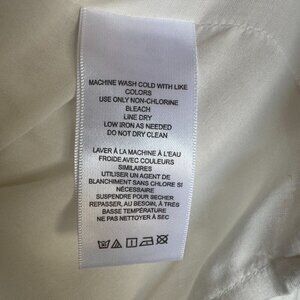 MACHINE WASH COLD WITH LIKE
COLORS
USE ONLY NON-CHLORINE
BLEACH
LINE DRY
LOW IRON AS NEEDED
DO NOT DRY CLEAN
LAVER À LA MACHINE À L'EAU
FROIDE AVEC COULEURS
SIMILAIRES
UTILISER UN AGENT DE
BLANCHIMENT SANS CHLORE SI
NÉCESSAIRE
SUSPENDRE POUR SECHER
REPASSER, AU BESOIN, À TRÈS
BASSE TEMPÉRATURE
NE PAS NETTOYER À SEC